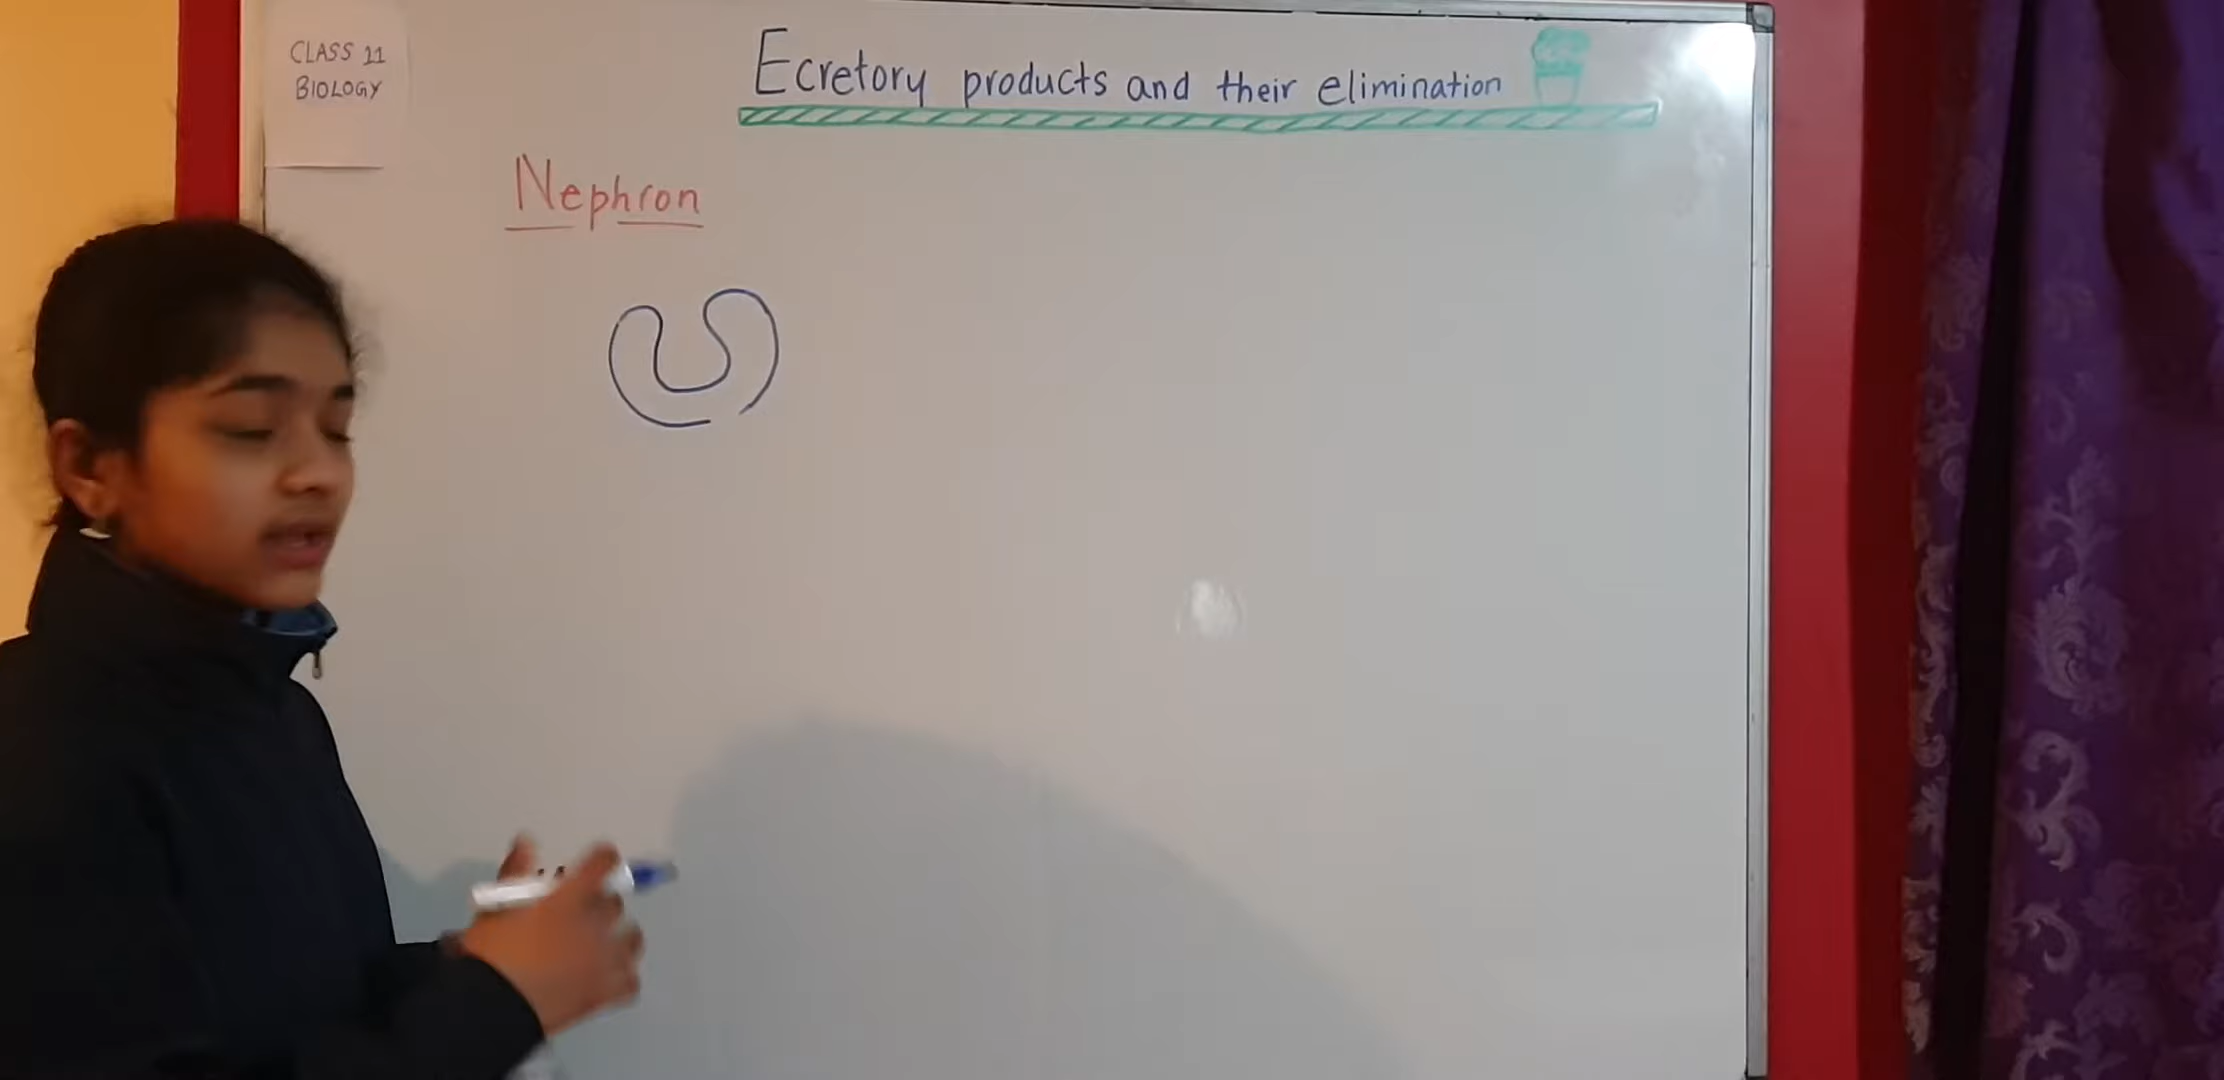 CLASS 11
BIOLOGY
Ecretory products and their elimination
Nephron